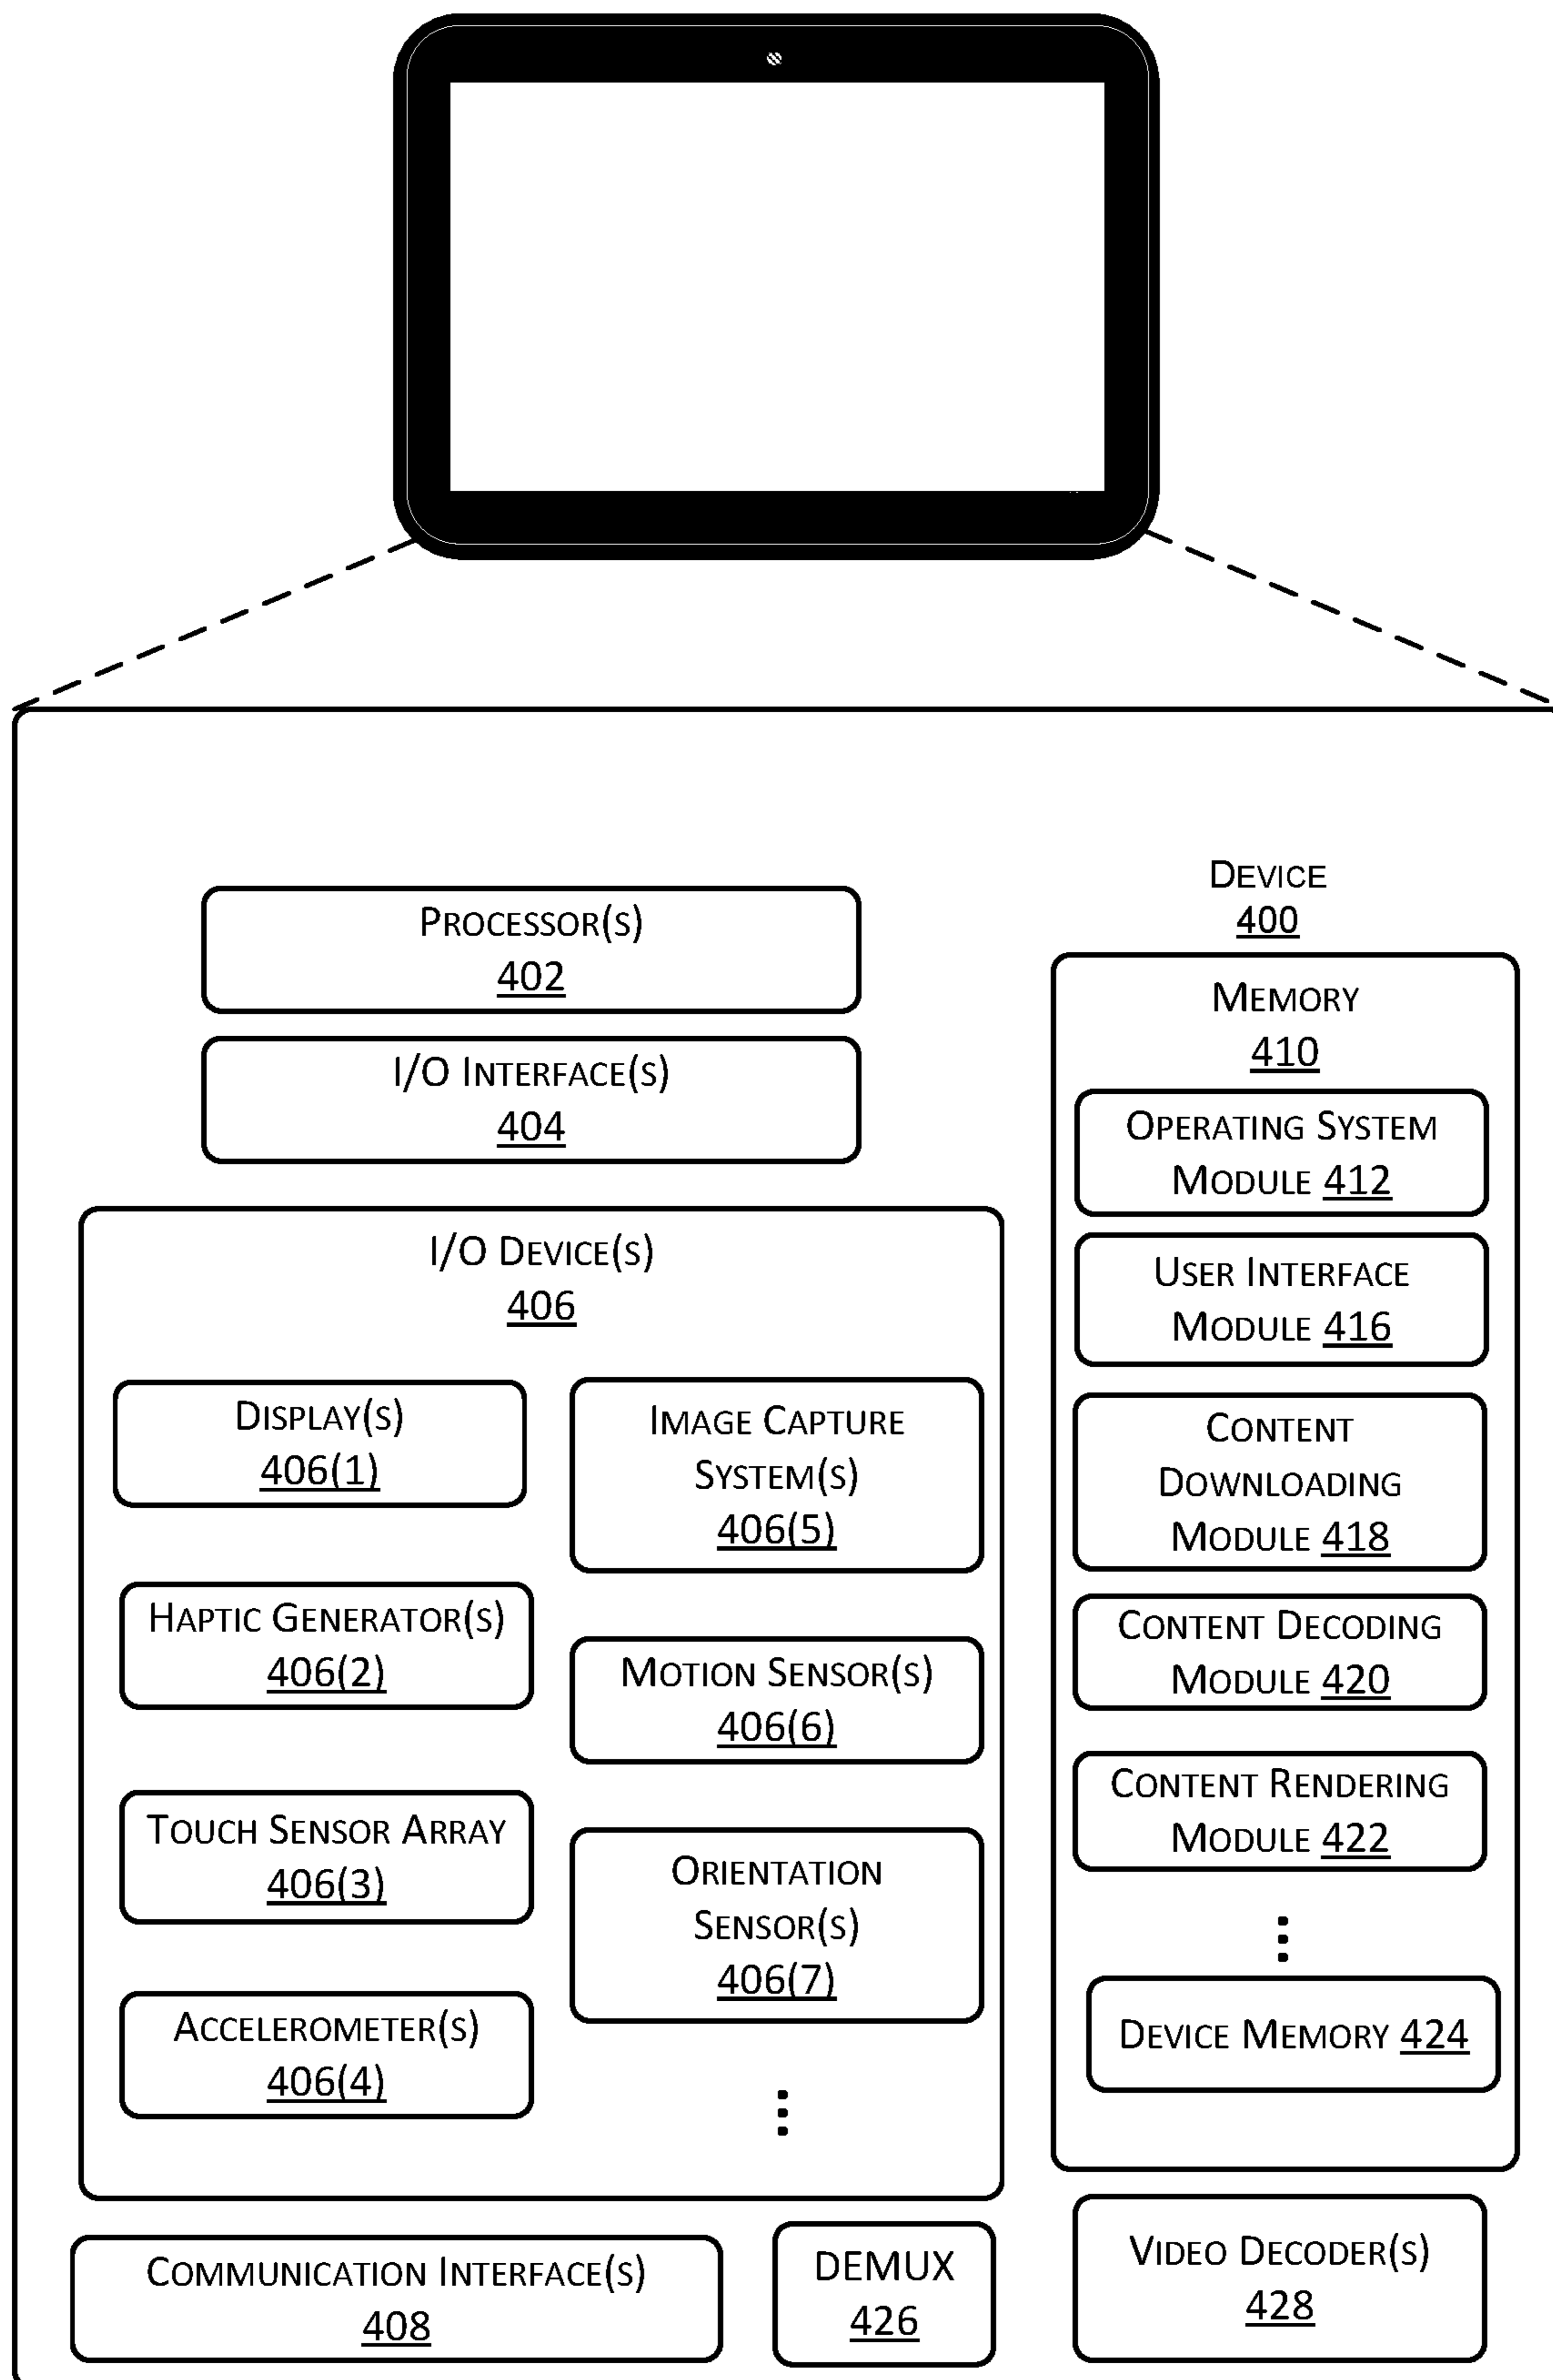 DEVICE
400
PROCESSOR(S)
402
I/O INTERFACE(S)
404
I/O DEVICE(S)
406
DISPLAY(S)
406(1)
HAPTIC GENERATOR(S)
406(2)
TOUCH SENSOR ARRAY
406(3)
ACCELEROMETER(S)
406(4)
IMAGE CAPTURE
SYSTEM(S)
406(5)
MOTION SENSOR(S)
406(6)
ORIENTATION
SENSOR(S)
406(7)
MEMORY
410
OPERATING SYSTEM
MODULE 412
USER INTERFACE
MODULE 416
CONTENT
DOWNLOADING
MODULE 418
CONTENT DECODING
MODULE 420
CONTENT RENDERING
MODULE 422
DEVICE MEMORY 424
COMMUNICATION INTERFACE(S)
408
DEMUX
426
VIDEO DECODER(S)
428